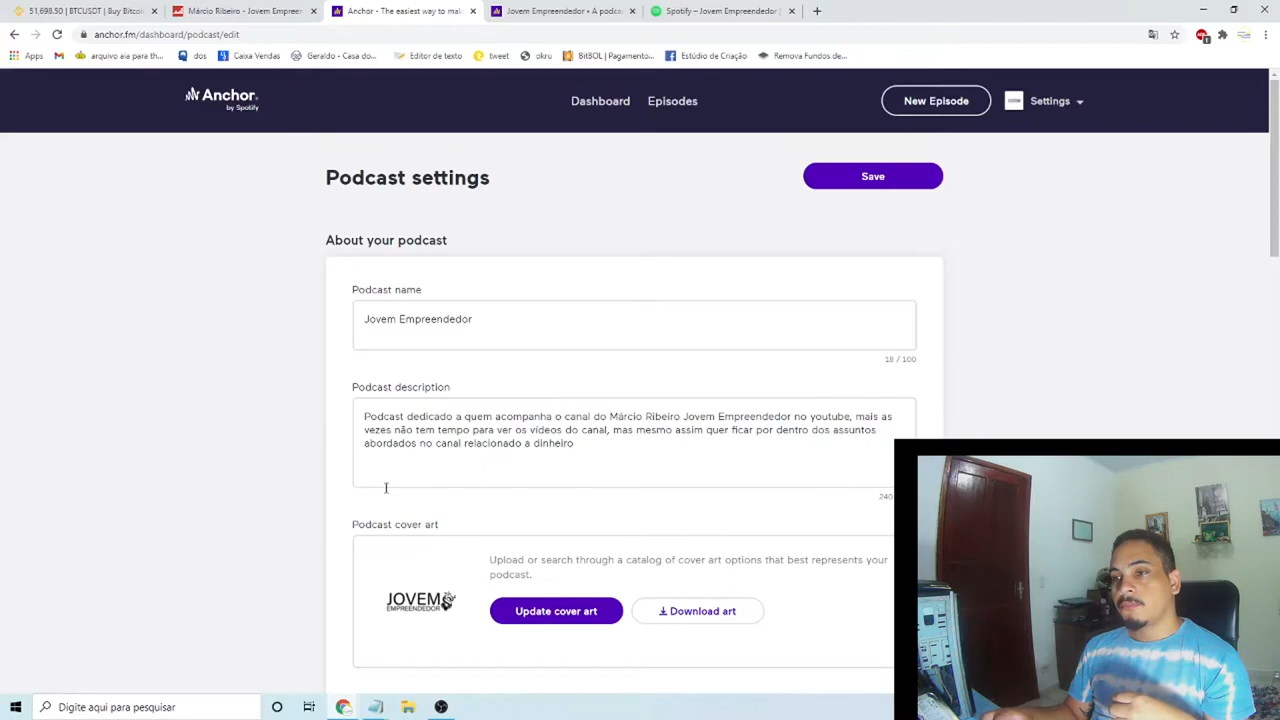 51,698.50 | BTCUSDT | Buy Bitcoi
Márcio Ribeiro - Jovem Empreen
Anchor - The easiest way to mak
Jovem Empreendedor • A podca
Spotify – Jovem Empreendedor |
anchor.fm/dashboard/podcast/edit
Apps
arquivo aia para th...
dos
Caixa Vendas
Geraldo - Casa do...
Editor de texto
tweet
okru
BitBOL | Pagamento...
Estúdio de Criação
Remova Fundos de...
Anchor
by Spotify
Dashboard
Episodes
New Episode
Settings
Podcast settings
Save
About your podcast
Podcast name
Jovem Empreendedor
18 / 100
Podcast description
Podcast dedicado a quem acompanha o canal do Márcio Ribeiro Jovem Empreendedor no youtube, mais as
vezes não tem tempo para ver os vídeos do canal, mas mesmo assim quer ficar por dentro dos assuntos
abordados no canal relacionado a dinheiro
240
Podcast cover art
Upload or search through a catalog of cover art options that best represents your
podcast.
JOVEM
EMPREENDEDOR
Update cover art
Download art
Digite aqui para pesquisar